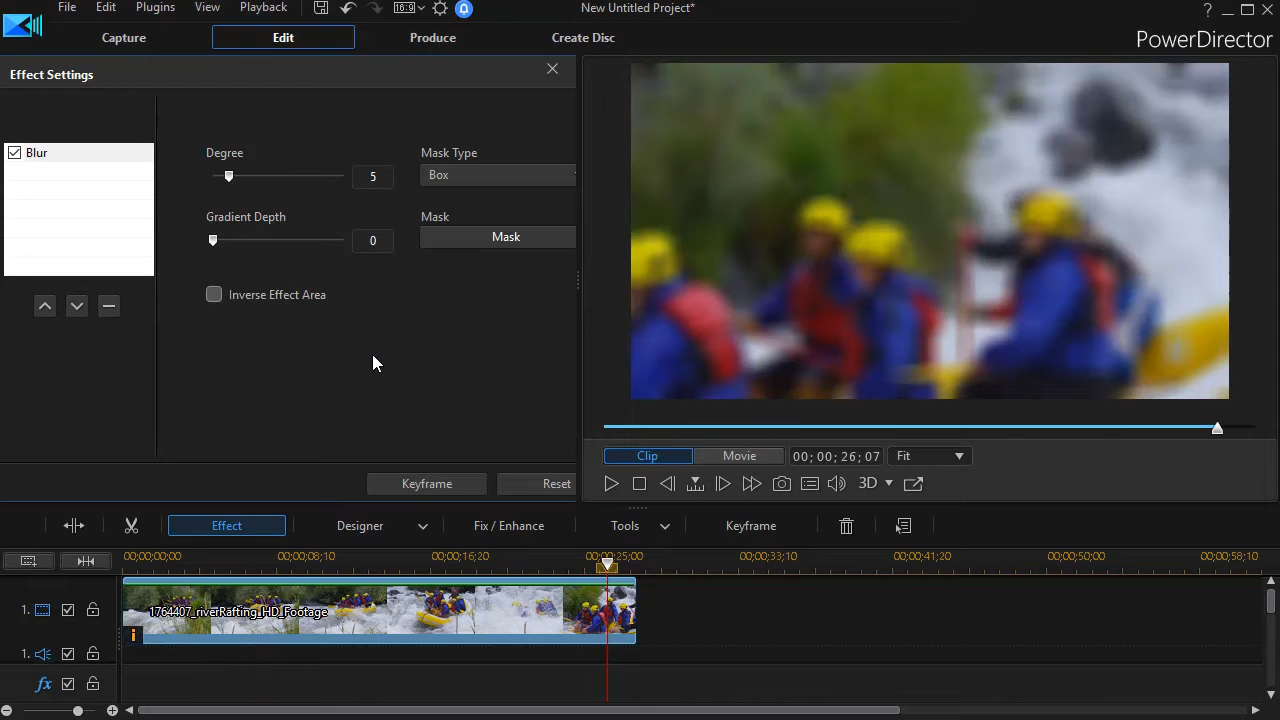 File Edit Plugins View Playback 16:9 New Untitled Project* ?
Capture Edit Produce Create Disc PowerDirector
Effect Settings
Blur
Degree
5
Mask Type
Box
Gradient Depth
0
Mask
Mask
Inverse Effect Area
Keyframe Reset
Clip Movie 00; 00; 26; 07 Fit
3D
Effect Designer Fix / Enhance Tools Keyframe
00;00;00;00 00;00;08;10 00;00;16;20 00;00;25;00 00;00;33;10 00;00;41;20 00;00;50;00 00;00;58;10
1. 1764407_riverRafting_HD_Footage
i
1.
fx